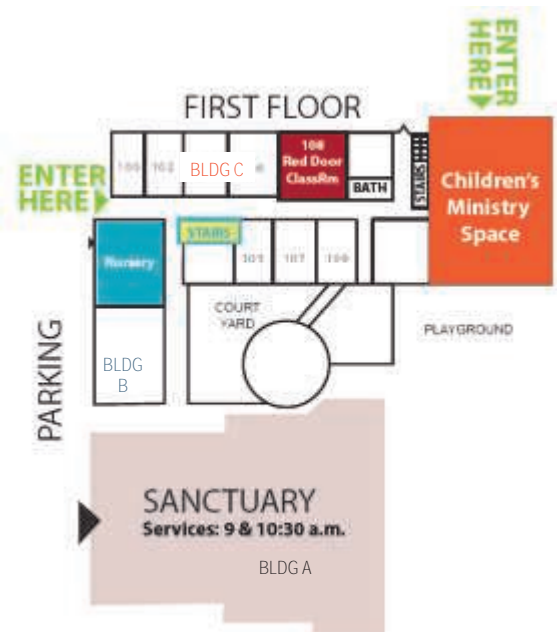 ENTER
HERE
FIRST FLOOR
108
Red Door
ClassRm
BLDG C
BATH
STAIRS
Children's
Ministry
Space
ENTER
HERE
STAIRS
Nursery
107
COURT
YARD
PLAYGROUND
BLDG
B
PARKING
SANCTUARY
Services: 9 & 10:30 a.m.
BLDG A